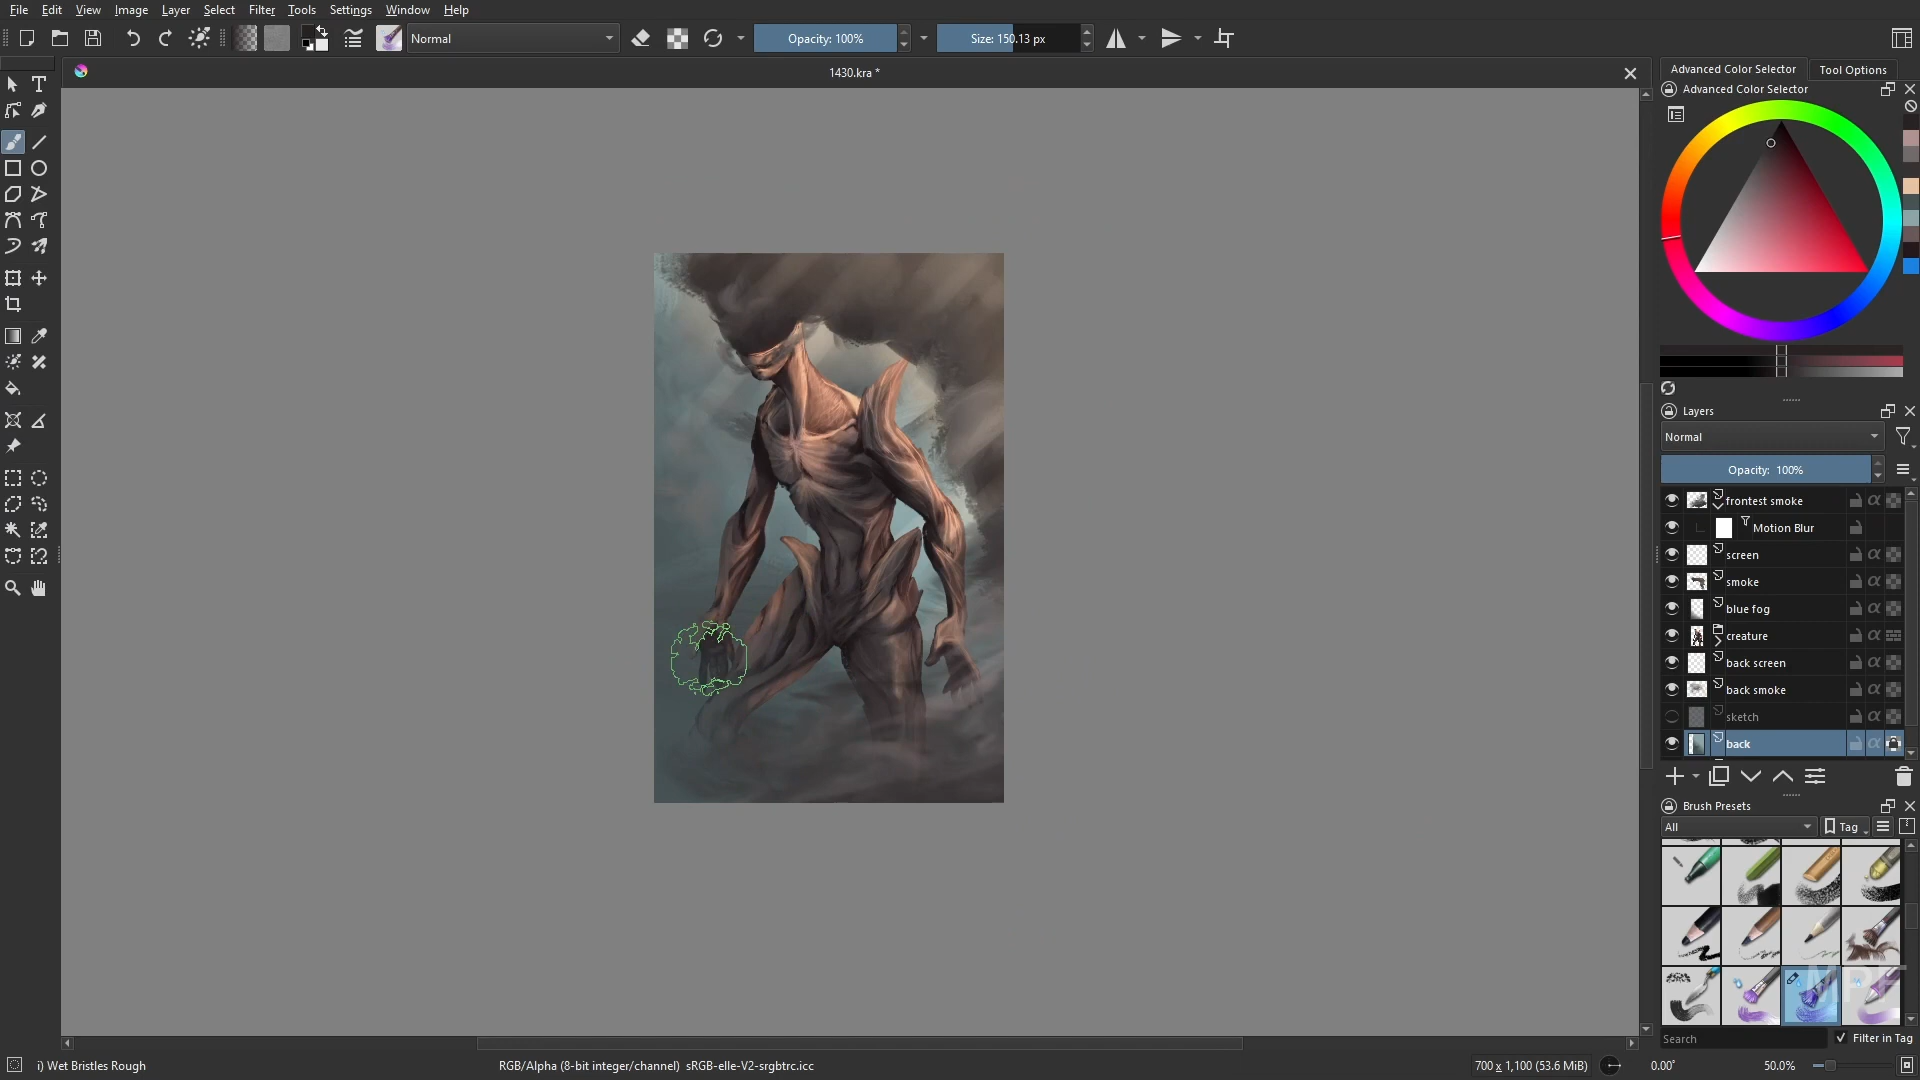 File Edit View Image Layer Select Filter Tools Settings Window Help
Normal
Opacity: 100%
Size: 150.13 px
1430.kra *
Advanced Color Selector
Tool Options
Advanced Color Selector
Layers
Normal
Opacity: 100%
frontest smoke
Motion Blur
screen
smoke
blue fog
creature
back screen
back smoke
sketch
back
Brush Presets
All
Tag
MPF
Search
Filter in Tag
i) Wet Bristles Rough
RGB/Alpha (8-bit integer/channel) sRGB-elle-V2-srgbtrc.icc
700 x 1,100 (53.6 MiB)
0.00°
50.0%